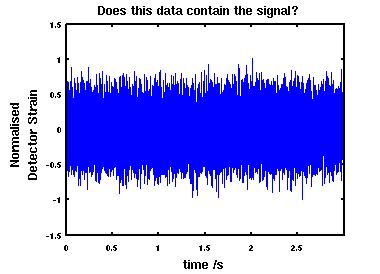 Does this data contain the signal?
1.5
1
0.5
0
-0.5
-1
-1.5
Normalised
Detector Strain
0 0.5 1 1.5 2 2.5
time /s